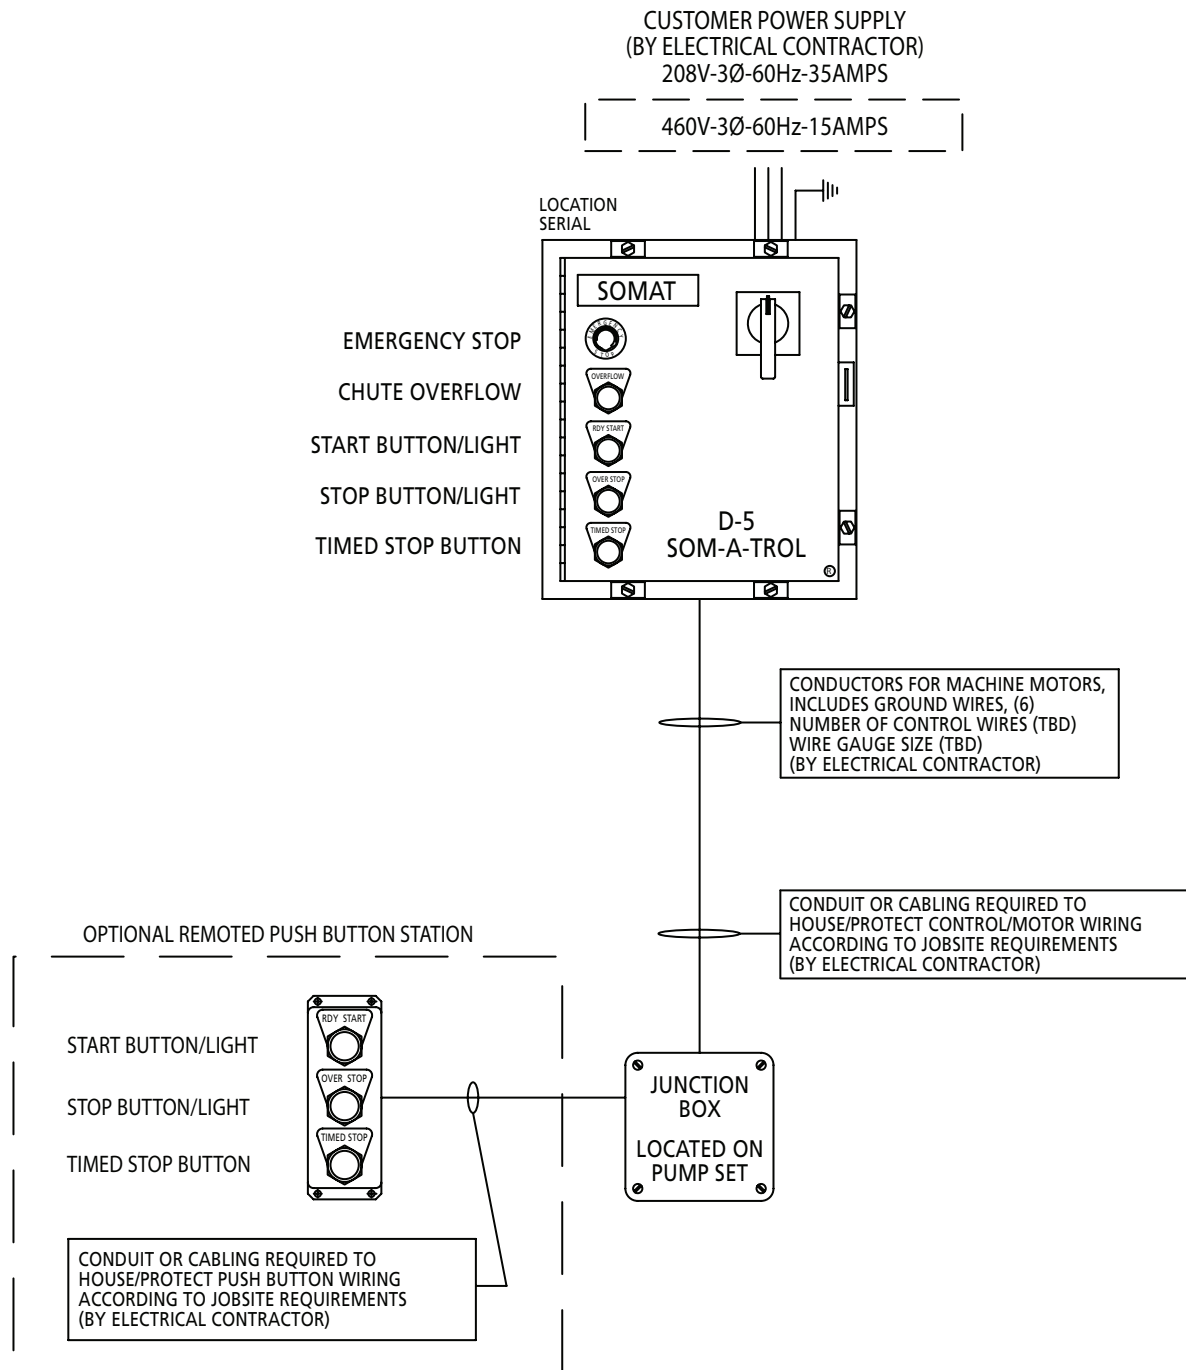 CUSTOMER POWER SUPPLY
(BY ELECTRICAL CONTRACTOR)
208V-3Ø-60Hz-35AMPS
460V-3Ø-60Hz-15AMPS
LOCATION
SERIAL
SOMAT
EMERGENCY STOP
EMERGENCY
STOP
CHUTE OVERFLOW
OVERFLOW
START BUTTON/LIGHT
RDY START
STOP BUTTON/LIGHT
OVER STOP
TIMED STOP BUTTON
TIMED STOP
D-5
SOM-A-TROL
®
CONDUCTORS FOR MACHINE MOTORS,
INCLUDES GROUND WIRES, (6)
NUMBER OF CONTROL WIRES (TBD)
WIRE GAUGE SIZE (TBD)
(BY ELECTRICAL CONTRACTOR)
CONDUIT OR CABLING REQUIRED TO
HOUSE/PROTECT CONTROL/MOTOR WIRING
ACCORDING TO JOBSITE REQUIREMENTS
(BY ELECTRICAL CONTRACTOR)
OPTIONAL REMOTED PUSH BUTTON STATION
START BUTTON/LIGHT
RDY START
STOP BUTTON/LIGHT
OVER STOP
TIMED STOP BUTTON
TIMED STOP
JUNCTION
BOX
LOCATED ON
PUMP SET
CONDUIT OR CABLING REQUIRED TO
HOUSE/PROTECT PUSH BUTTON WIRING
ACCORDING TO JOBSITE REQUIREMENTS
(BY ELECTRICAL CONTRACTOR)